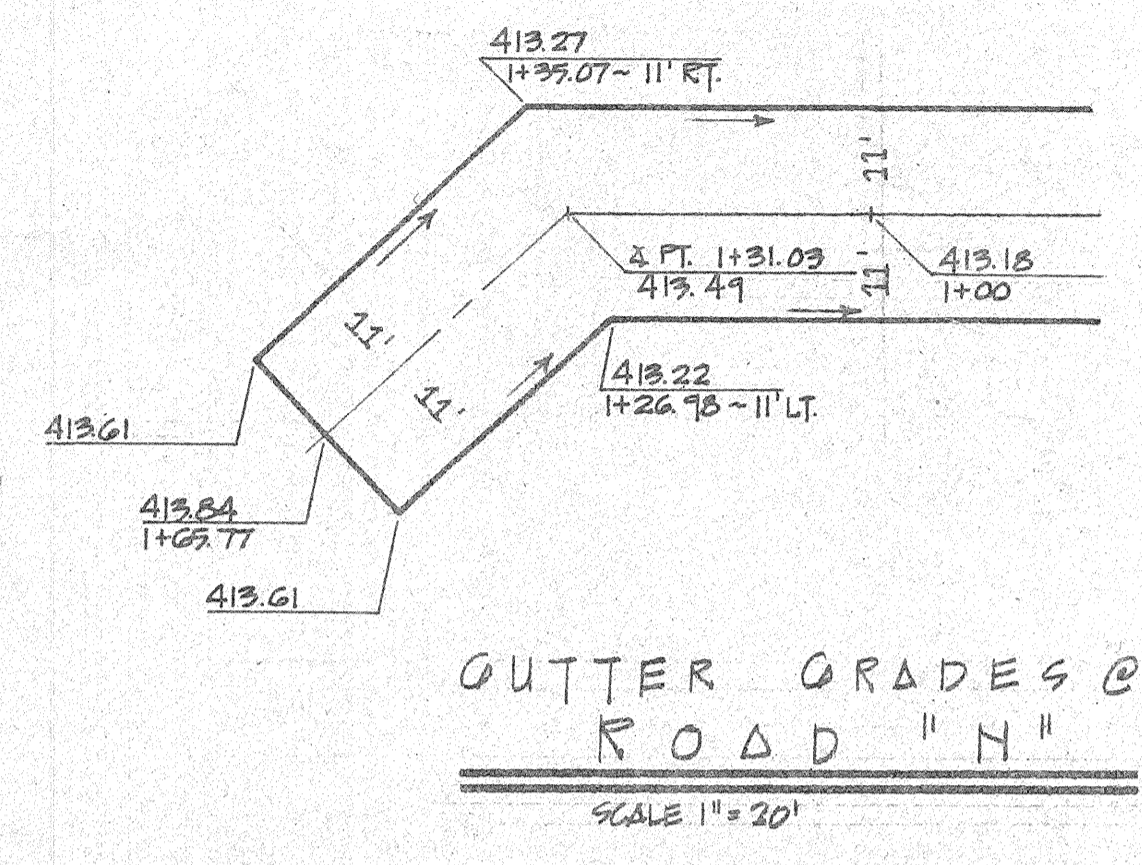 413.27
1+35.07~ 11' RT.
11'
∡ PT. 1+31.03
413.49
11'
413.18
1+00
11'
11'
413.22
1+26.98 ~ 11' LT.
413.61
413.84
1+65.77
413.61
GUTTER GRADES @
ROAD "H"
SCALE 1" = 20'